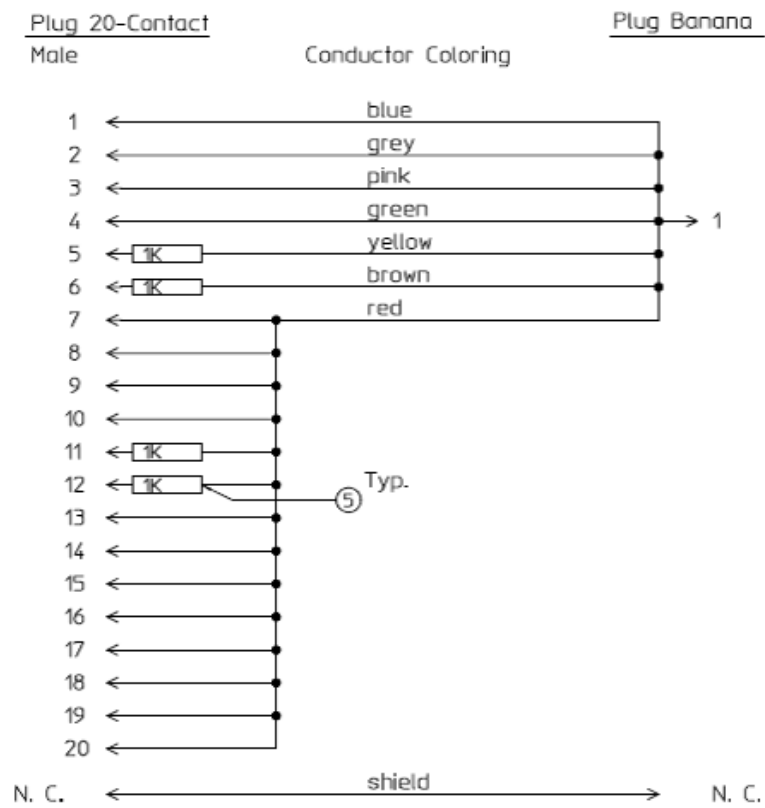 Plug 20-Contact Plug Banana
Male Conductor Coloring
1 blue
2 grey
3 pink
4 green 1
5 1K yellow
6 1K brown
7 red
8
9
10
11 1K
12 1K 5 Typ.
13
14
15
16
17
18
19
20
N. C. shield N. C.